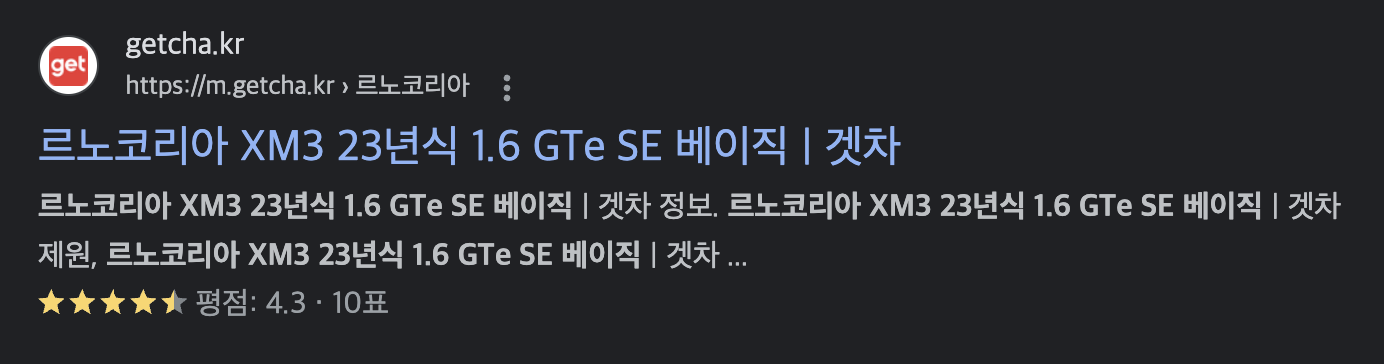 get
getcha.kr
https://m.getcha.kr › 르노코리아
르노코리아 XM3 23년식 1.6 GTe SE 베이직 | 겟차
르노코리아 XM3 23년식 1.6 GTe SE 베이직 | 겟차 정보. 르노코리아 XM3 23년식 1.6 GTe SE 베이직 | 겟차
제원, 르노코리아 XM3 23년식 1.6 GTe SE 베이직 | 겟차 ...
평점: 4.3 · 10표